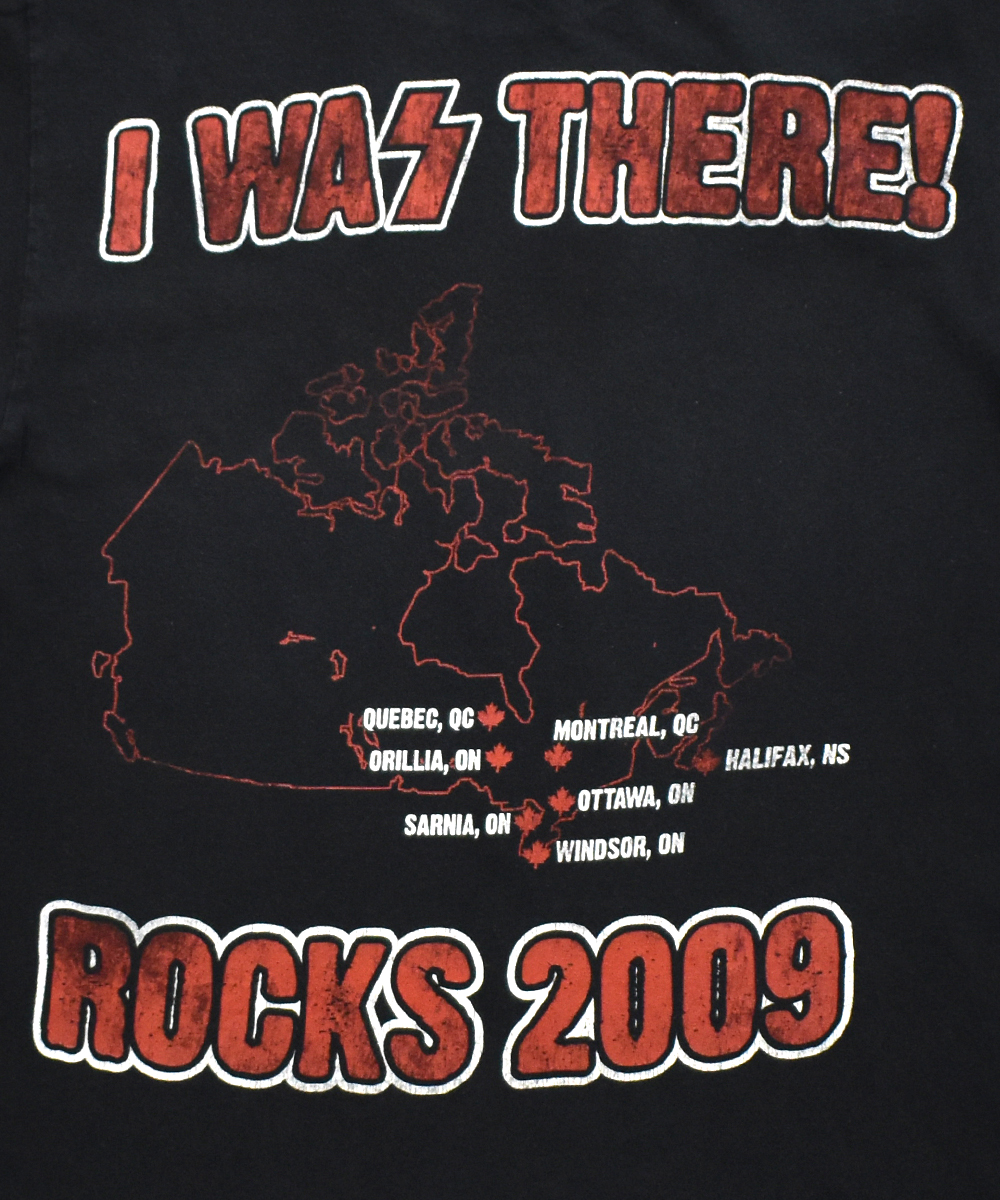 I WAS THERE!
QUEBEC, QC
MONTREAL, QC
ORILLIA, ON
HALIFAX, NS
OTTAWA, ON
SARNIA, ON
WINDSOR, ON
ROCKS 2009